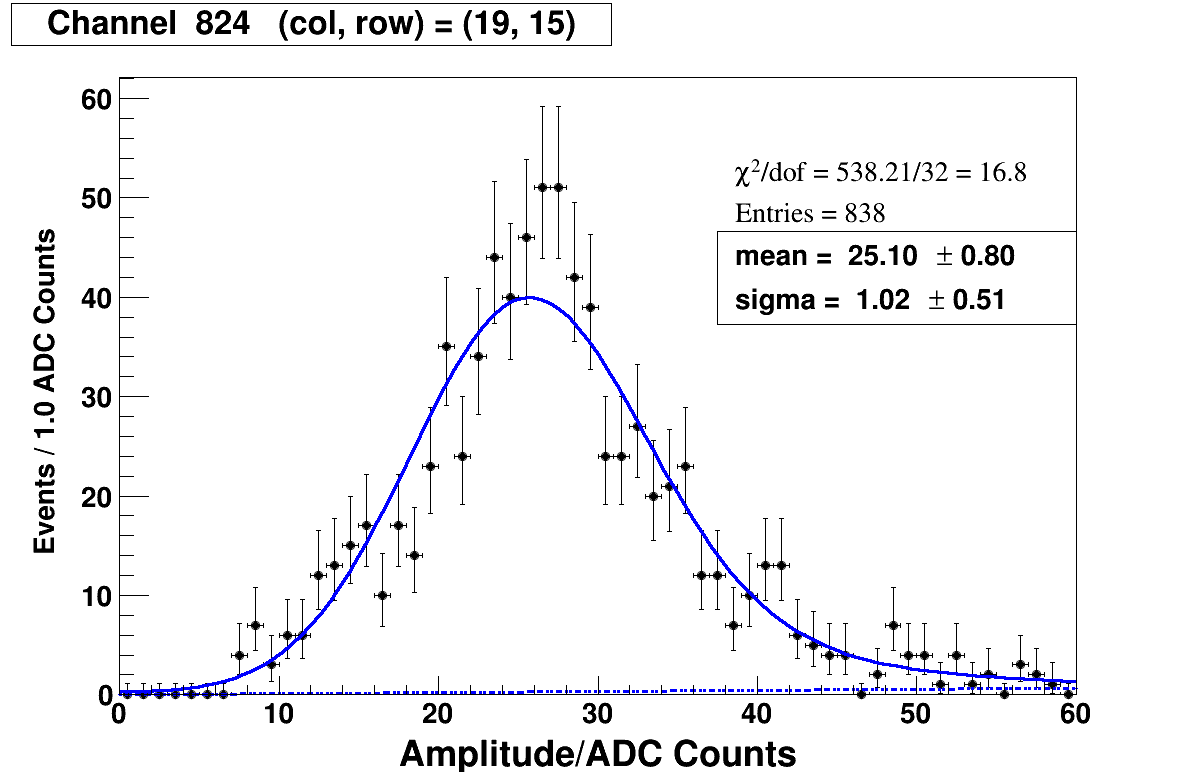 Channel 824 (col, row) = (19, 15)
60
50
40
30
20
10
0
Events / 1.0 ADC Counts
χ²/dof = 538.21/32 = 16.8
Entries = 838
mean = 25.10 ± 0.80
sigma = 1.02 ± 0.51
0 10 20 30 40 50 60
Amplitude/ADC Counts